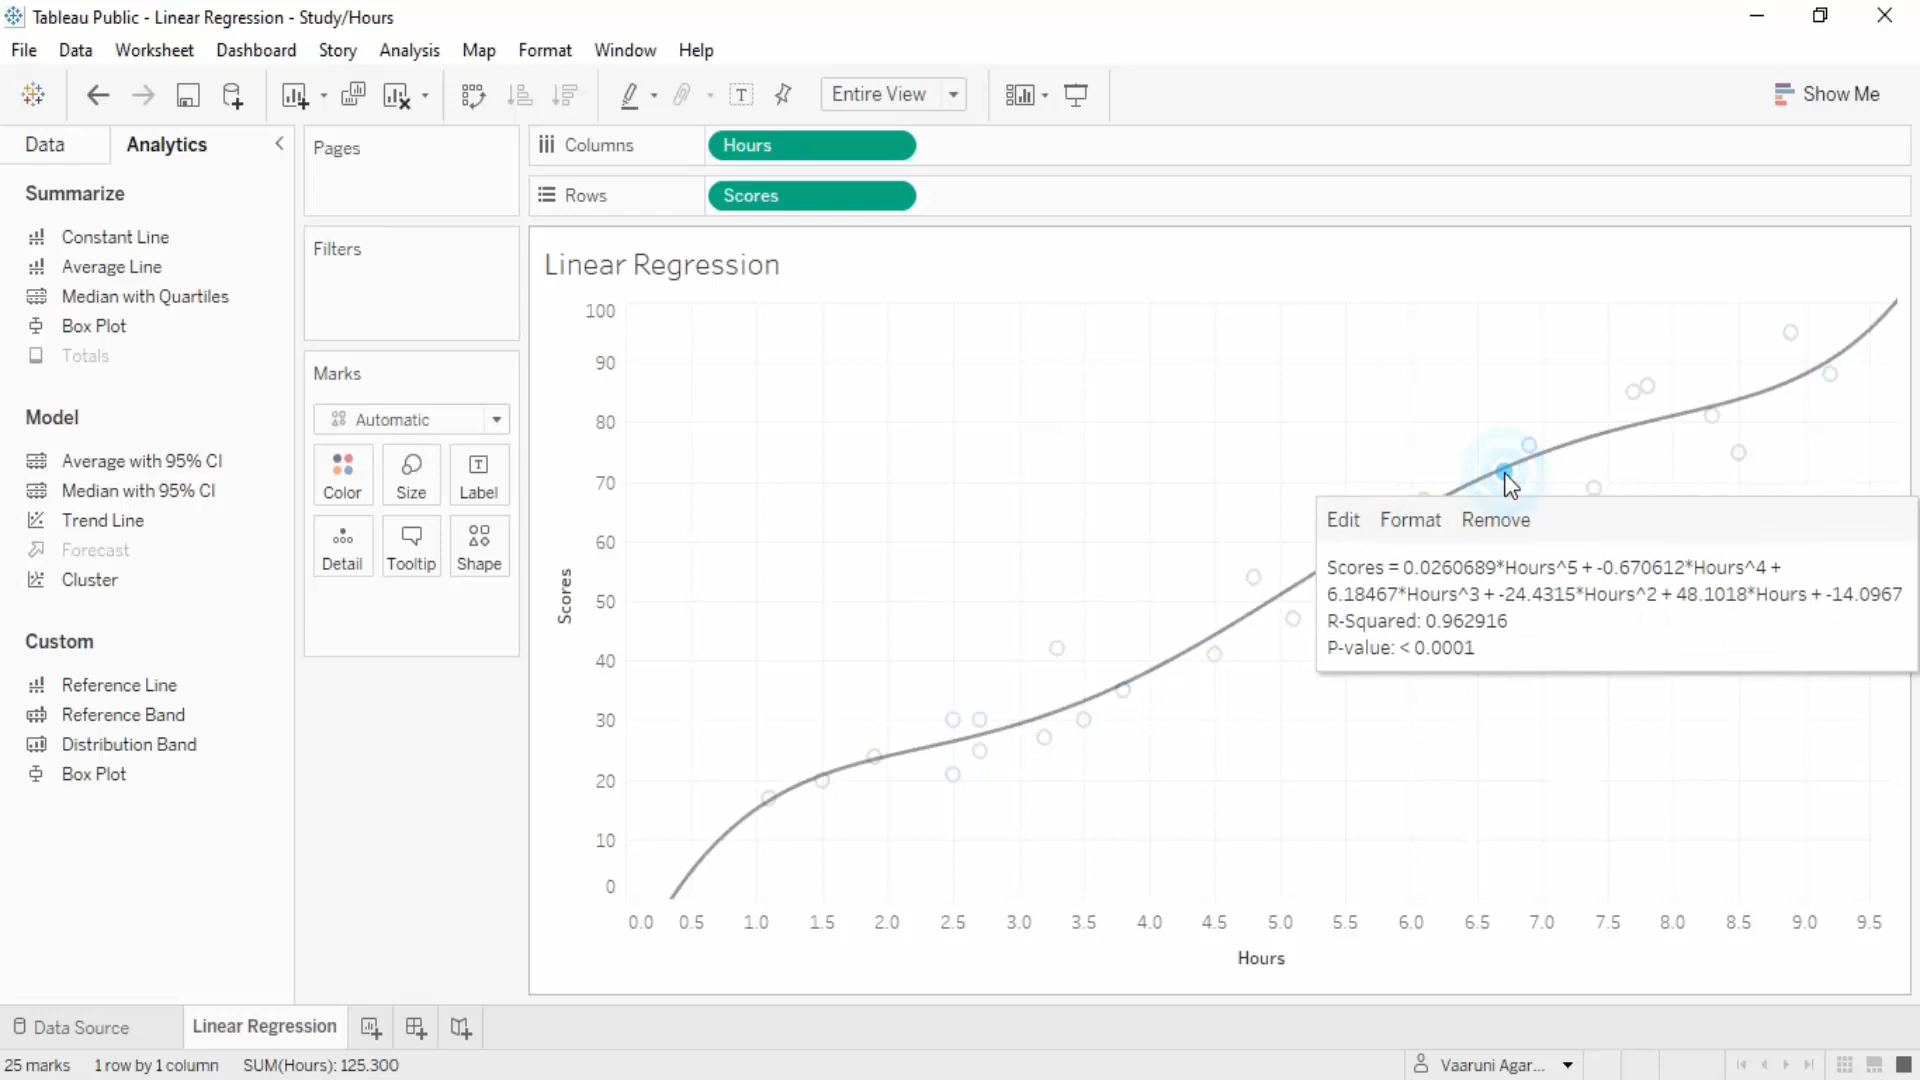 Tableau Public - Linear Regression - Study/Hours
File Data Worksheet Dashboard Story Analysis Map Format Window Help
Entire View
Show Me
Data Analytics
Summarize
Constant Line
Average Line
Median with Quartiles
Box Plot
Totals
Model
Average with 95% CI
Median with 95% CI
Trend Line
Forecast
Cluster
Custom
Reference Line
Reference Band
Distribution Band
Box Plot
Pages
Filters
Marks
Automatic
Color Size Label
Detail Tooltip Shape
Columns Hours
Rows Scores
Linear Regression
100
90
80
70
60
50
40
30
20
10
0
Scores
0.0 0.5 1.0 1.5 2.0 2.5 3.0 3.5 4.0 4.5 5.0 5.5 6.0 6.5 7.0 7.5 8.0 8.5 9.0 9.5
Hours
Edit Format Remove
Scores = 0.0260689*Hours^5 + -0.670612*Hours^4 +
6.18467*Hours^3 + -24.4315*Hours^2 + 48.1018*Hours + -14.0967
R-Squared: 0.962916
P-value: < 0.0001
Data Source Linear Regression
25 marks 1 row by 1 column SUM(Hours): 125.300
Vaaruni Agar...